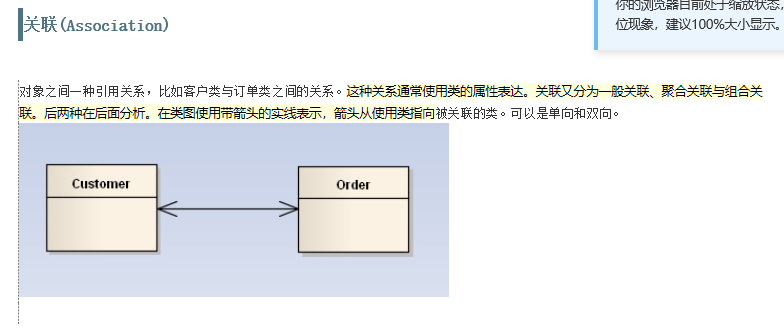 关联(Association)
你的浏览器目前处于缩放状态,
位现象，建议100%大小显示。
对象之间一种引用关系，比如客户类与订单类之间的关系。这种关系通常使用类的属性表达。关联又分为一般关联、聚合关联与组合关
联。后两种在后面分析。在类图使用带箭头的实线表示，箭头从使用类指向被关联的类。可以是单向和双向。
Customer
Order